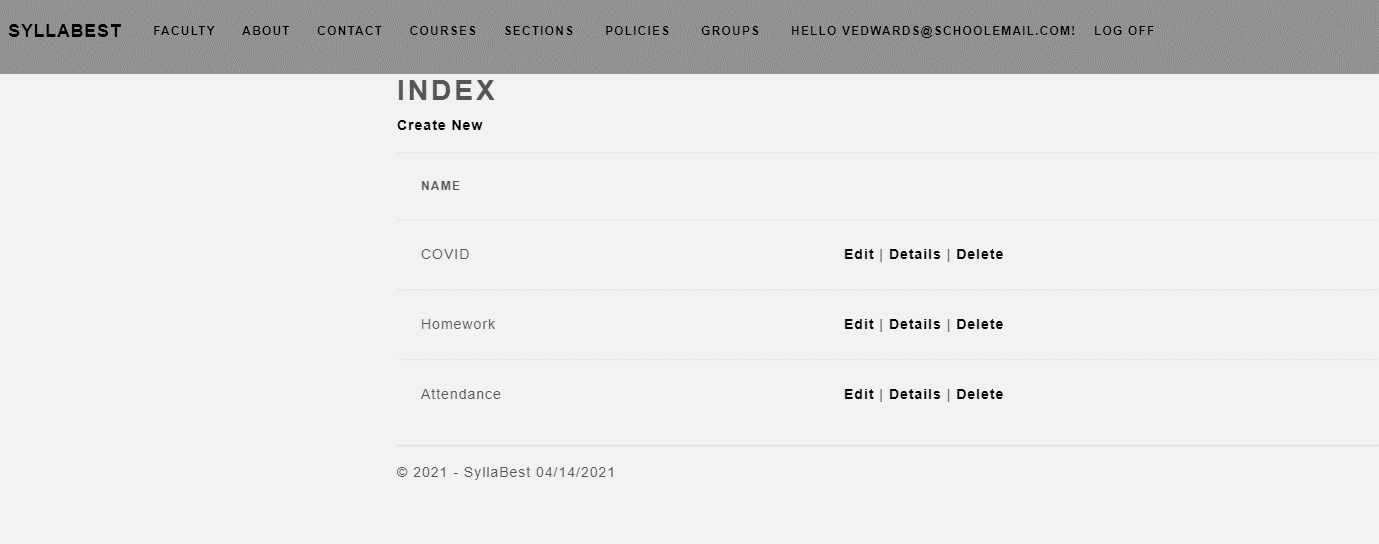 SYLLABEST FACULTY ABOUT CONTACT COURSES SECTIONS POLICIES GROUPS HELLO VEDWARDS@SCHOOLEMAIL.COM! LOG OFF
INDEX
Create New
NAME
COVID Edit | Details | Delete
Homework Edit | Details | Delete
Attendance Edit | Details | Delete
© 2021 - SyllaBest 04/14/2021